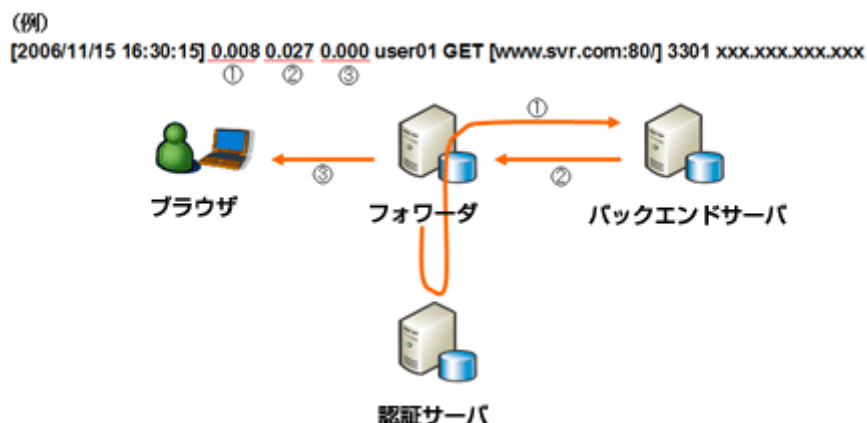 (例)
[2006/11/15 16:30:15] 0.008 0.027 0.000 user01 GET [www.svr.com:80/] 3301 xxx.xxx.xxx.xxx
① ② ③
①
③ ②
ブラウザ フォワーダ バックエンドサーバ
認証サーバ